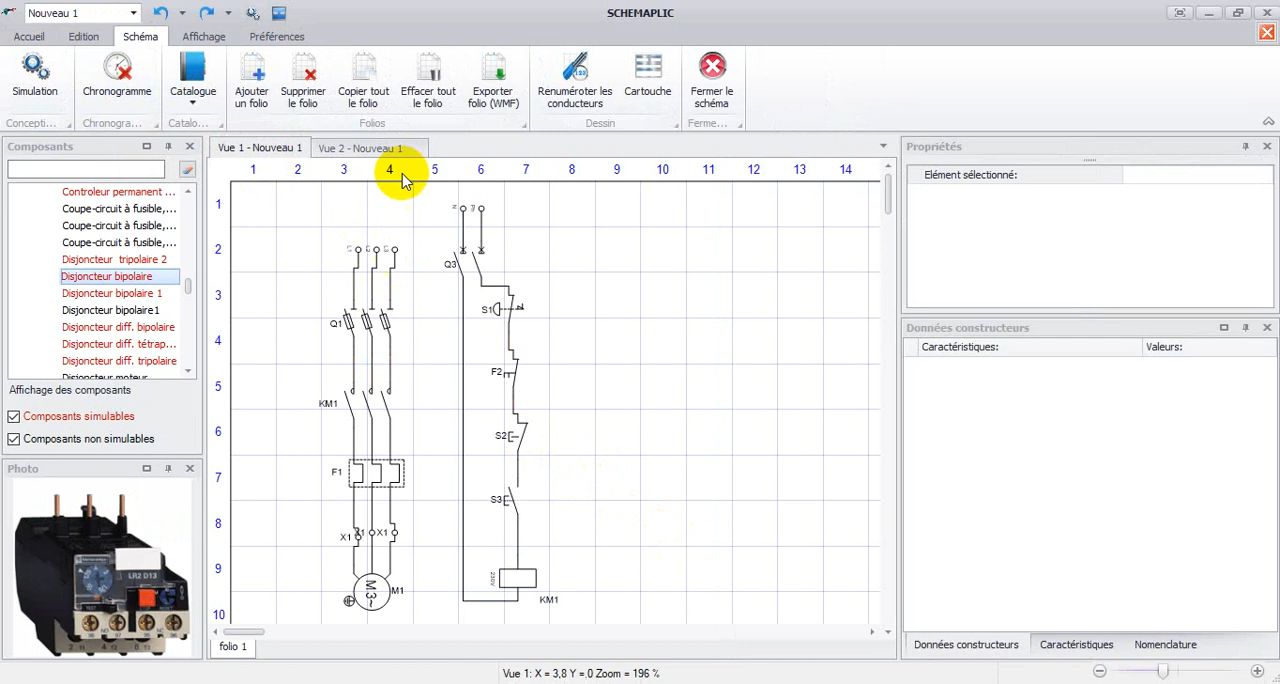 Nouveau 1
SCHEMAPLIC
Accueil Edition Schéma Affichage Préférences
Simulation Chronogramme Catalogue Ajouter un folio Supprimer le folio Copier tout le folio Effacer tout le folio Exporter folio (WMF) Renuméroter les conducteurs Cartouche Fermer le schéma
Concepti... Chronogra... Catalo... Folios Dessin Ferme...
Composants
Controleur permanent ...
Coupe-circuit à fusible,...
Coupe-circuit à fusible,...
Coupe-circuit à fusible,...
Disjoncteur tripolaire 2
Disjoncteur bipolaire
Disjoncteur bipolaire 1
Disjoncteur bipolaire1
Disjoncteur diff. bipolaire
Disjoncteur diff. tétrap...
Disjoncteur diff. tripolaire
Disjoncteur moteur
Affichage des composants
Composants simulables
Composants non simulables
Photo
LR2 D13
Vue 1 - Nouveau 1 Vue 2 - Nouveau 1
1 2 3 4 5 6 7 8 9 10 11 12 13 14
1
2
3
4
5
6
7
8
9
10
Q3
S1
Q1
F2
KM1
S2
F1
S3
X1 X1 X1
230V
M 3~
M1
KM1
folio 1
Propriétés
Elément sélectionné:
Données constructeurs
Caractéristiques: Valeurs:
Données constructeurs Caractéristiques Nomenclature
Vue 1: X = 3,8 Y =.0 Zoom = 196 %